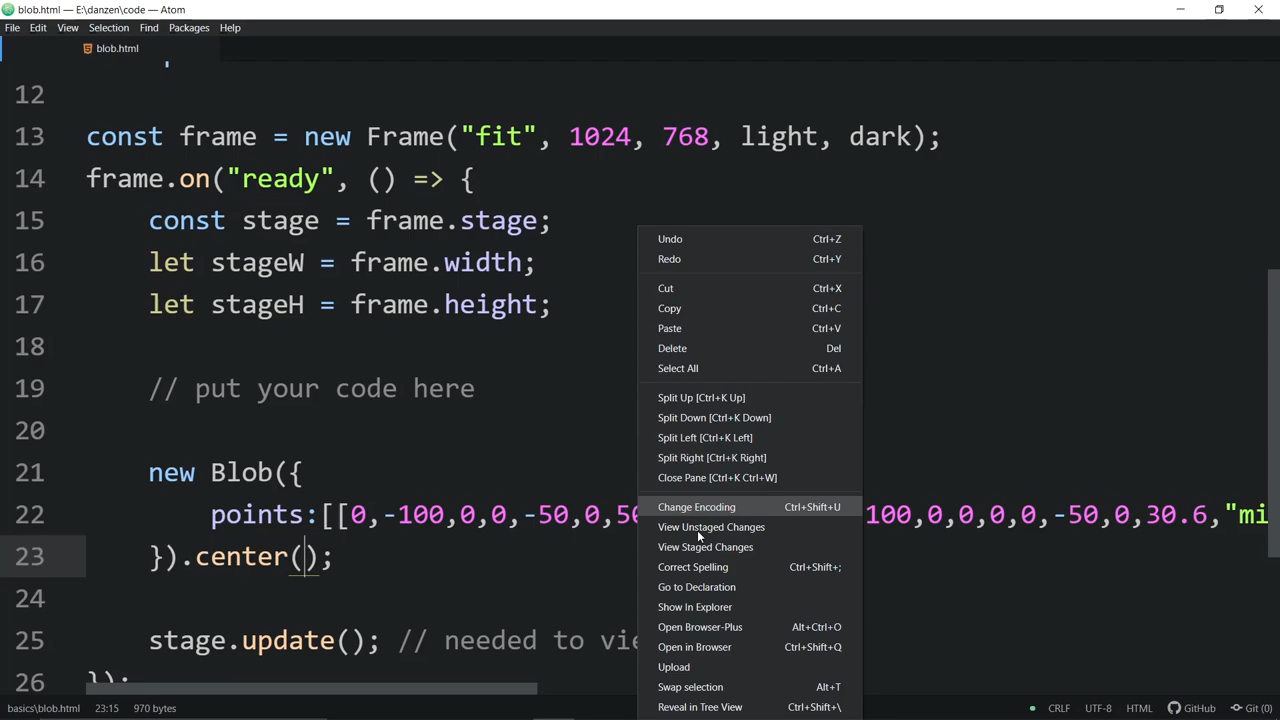 blob.html — E:\danzen\code — Atom
File Edit View Selection Find Packages Help
blob.html
12
13 const frame = new Frame("fit", 1024, 768, light, dark);
14 frame.on("ready", () => {
15 const stage = frame.stage;
16 let stageW = frame.width;
17 let stageH = frame.height;
18
19 // put your code here
20
21 new Blob({
22 points:[[0,-100,0,0,-50,0,50 100,0,0,0,0,-50,0,30.6,"mi
23 }).center();
24
25 stage.update(); // needed to vie
26 });
Undo Ctrl+Z
Redo Ctrl+Y
Cut Ctrl+X
Copy Ctrl+C
Paste Ctrl+V
Delete Del
Select All Ctrl+A
Split Up [Ctrl+K Up]
Split Down [Ctrl+K Down]
Split Left [Ctrl+K Left]
Split Right [Ctrl+K Right]
Close Pane [Ctrl+K Ctrl+W]
Change Encoding Ctrl+Shift+U
View Unstaged Changes
View Staged Changes
Correct Spelling Ctrl+Shift+;
Go to Declaration
Show In Explorer
Open Browser-Plus Alt+Ctrl+O
Open in Browser Ctrl+Shift+Q
Upload
Swap selection Alt+T
Reveal in Tree View Ctrl+Shift+\
basics\blob.html 23:15 970 bytes CRLF UTF-8 HTML GitHub Git (0)